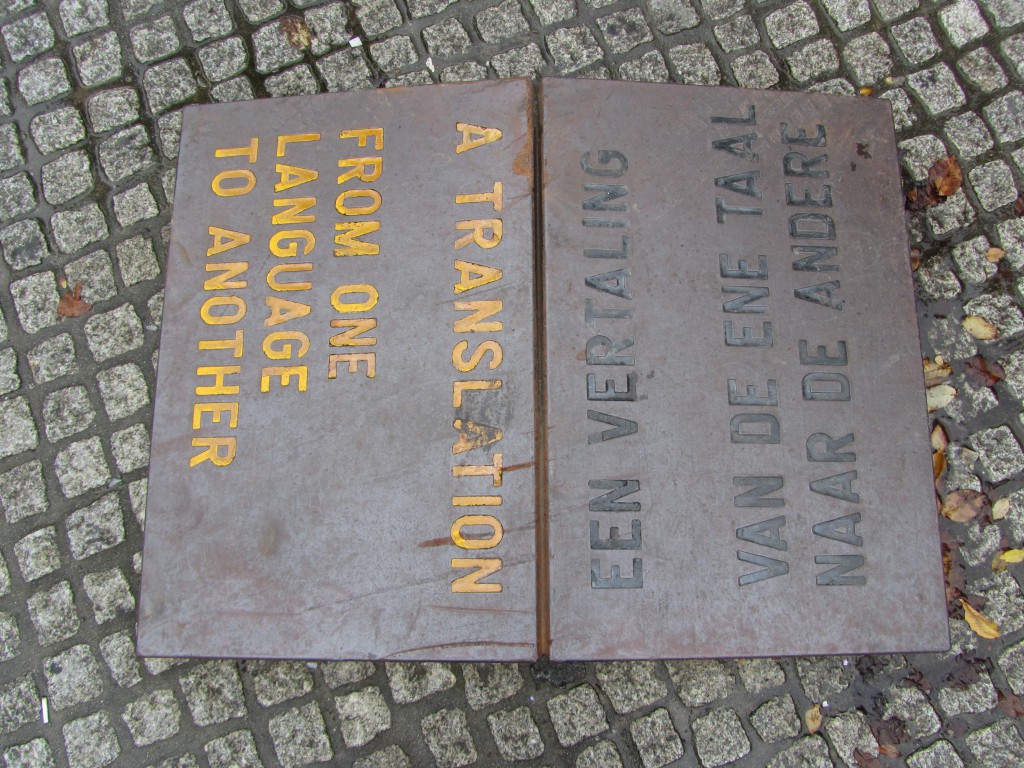 A TRANSLATION
FROM ONE
LANGUAGE
TO ANOTHER
EEN VERTALING
VAN DE ENE TAAL
NAAR DE ANDERE